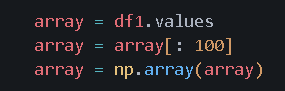 array = df1.values
array = array[: 100]
array = np.array(array)